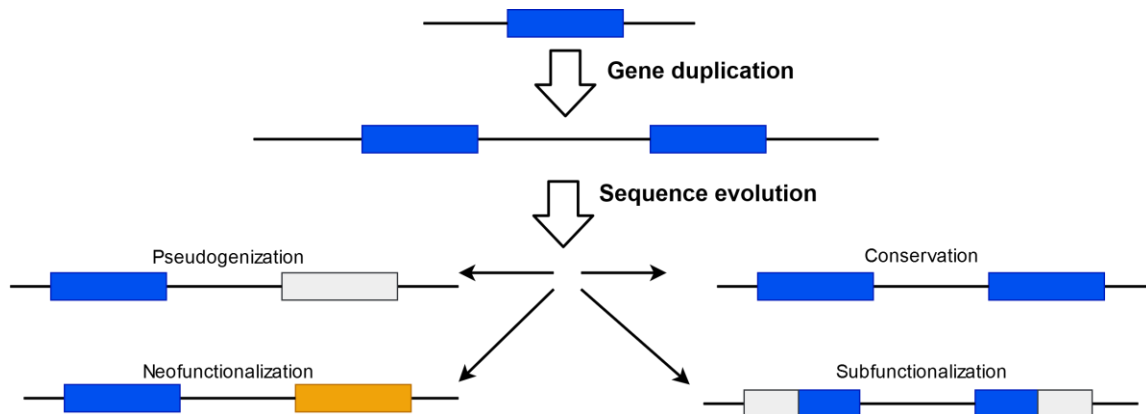 Gene duplication
Sequence evolution
Pseudogenization
Conservation
Neofunctionalization
Subfunctionalization